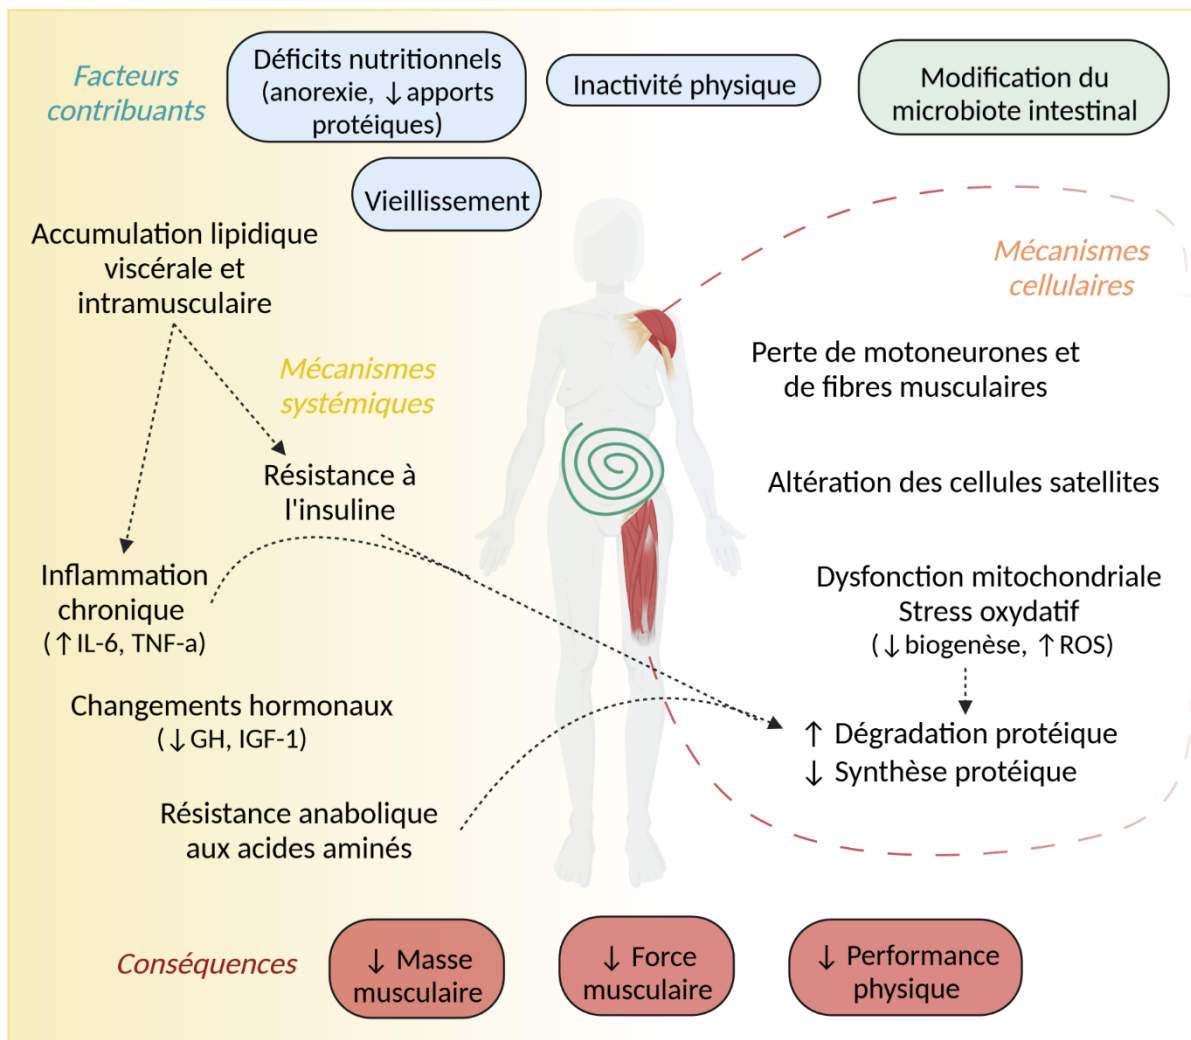 Facteurs
contribuants
Déficits nutritionnels
(anorexie, ↓ apports
protéiques)
Inactivité physique
Modification du
microbiote intestinal
Vieillissement
Accumulation lipidique
viscérale et
intramusculaire
Mécanismes
cellulaires
Mécanismes
systémiques
Perte de motoneurones et
de fibres musculaires
Résistance à
l'insuline
Altération des cellules satellites
Inflammation
chronique
(↑ IL-6, TNF-a)
Dysfonction mitochondriale
Stress oxydatif
(↓ biogenèse, ↑ ROS)
Changements hormonaux
(↓ GH, IGF-1)
↑ Dégradation protéique
↓ Synthèse protéique
Résistance anabolique
aux acides aminés
Conséquences
↓ Masse
musculaire
↓ Force
musculaire
↓ Performance
physique